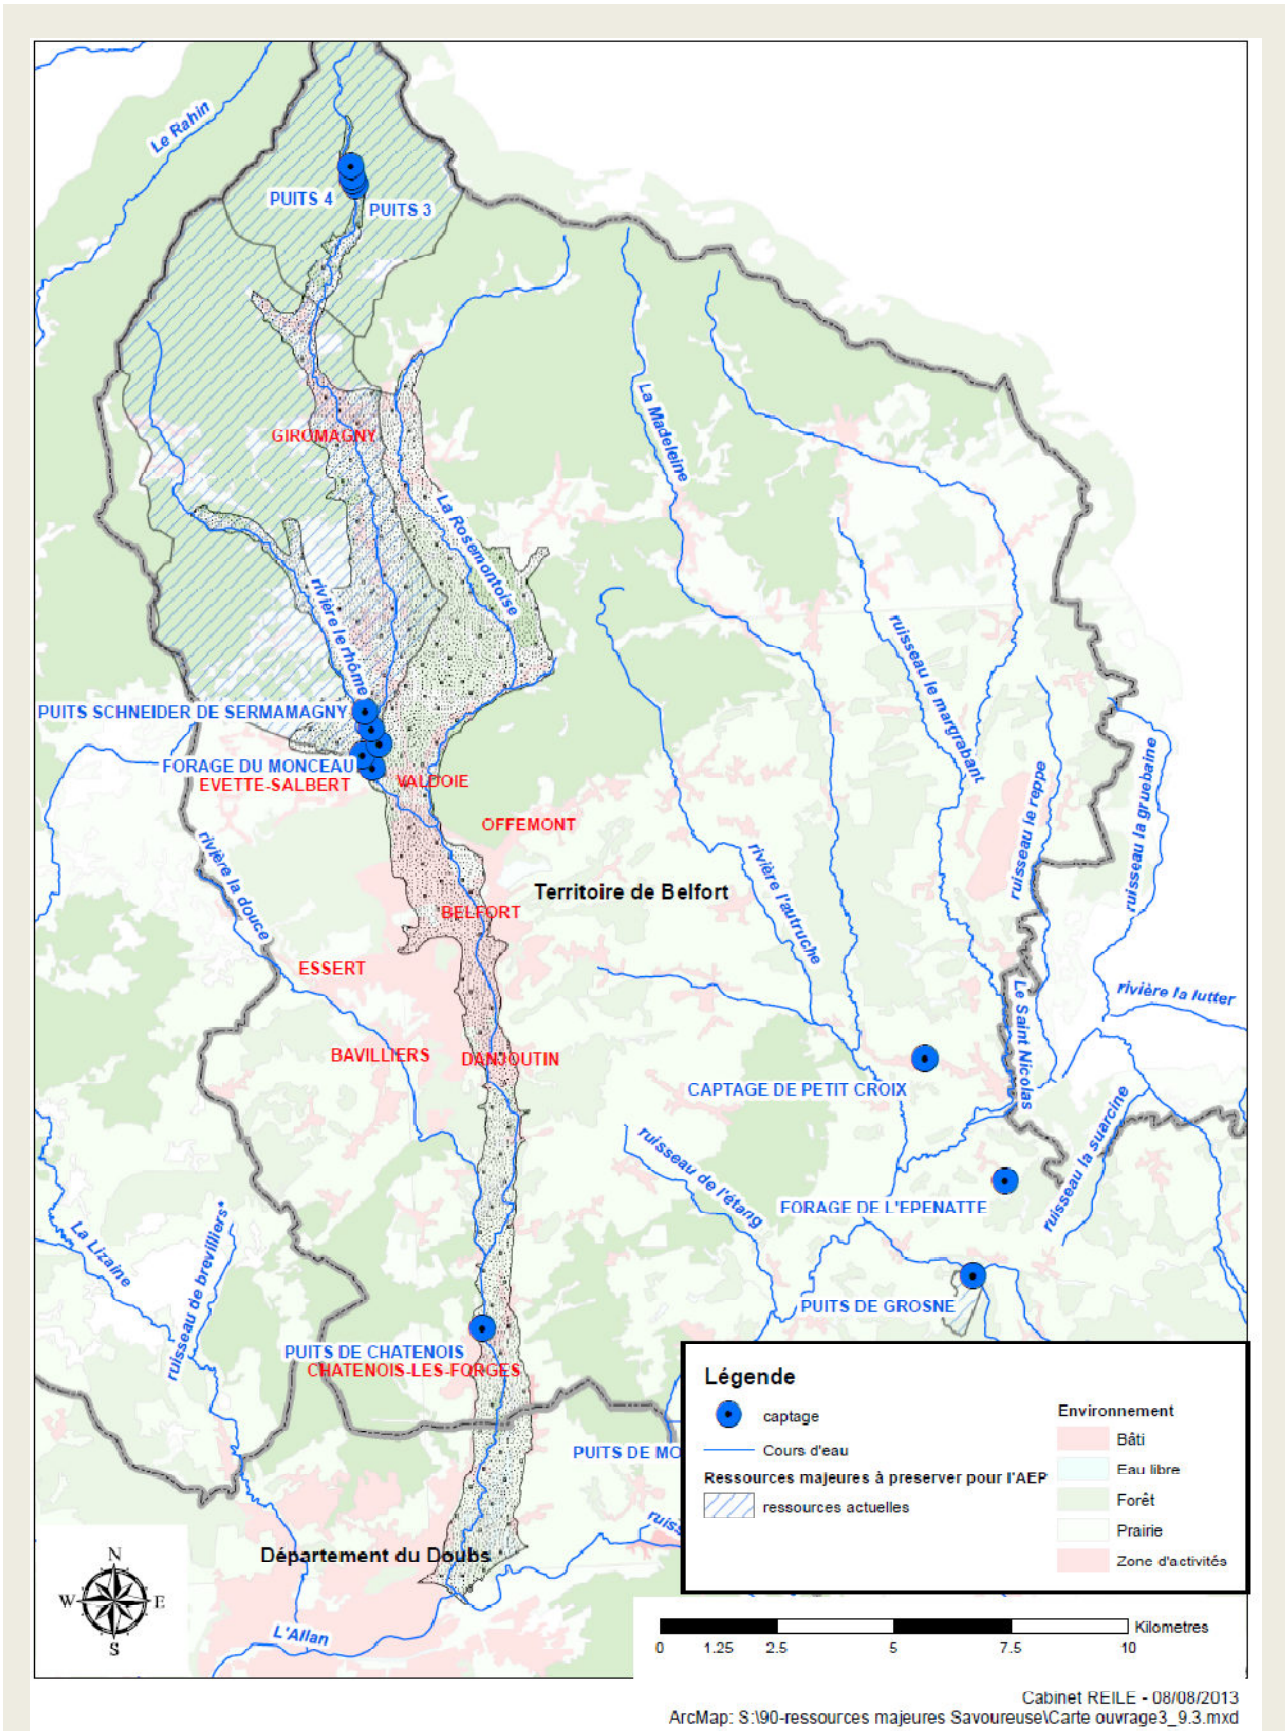 Le Rahin
PUITS 4
PUITS 3
La Madeleine
GIROMAGNY
La Rosemontoise
rivière le rhôme
ruisseau le margrabant
PUITS SCHNEIDER DE SERMAMAGNY
FORAGE DU MONCEAU
EVETTE-SALBERT
VALDOIE
OFFEMONT
ruisseau le reppe
ruisseau la gruebaine
rivière la douce
Territoire de Belfort
rivière l'autruche
BELFORT
ESSERT
rivière la lutter
Le Saint Nicolas
BAVILLIERS
DANJOUTIN
CAPTAGE DE PETIT CROIX
ruisseau de l'étang
ruisseau la suarcine
FORAGE DE L'EPENATTE
La Lizaine
ruisseau de brevilliers*
PUITS DE GROSNE
PUITS DE CHATENOIS
CHATENOIS-LES-FORGES
PUITS DE MO
ruiss
Département du Doubs
L'Allan
N
W
E
S
Légende
captage
Cours d'eau
Ressources majeures à preserver pour l'AEP
ressources actuelles
Environnement
Bâti
Eau libre
Forêt
Prairie
Zone d'activités
Kilometres
0 1.25 2.5 5 7.5 10
Cabinet REILE - 08/08/2013
ArcMap: S:\90-ressources majeures Savoureuse\Carte ouvrage3_9.3.mxd